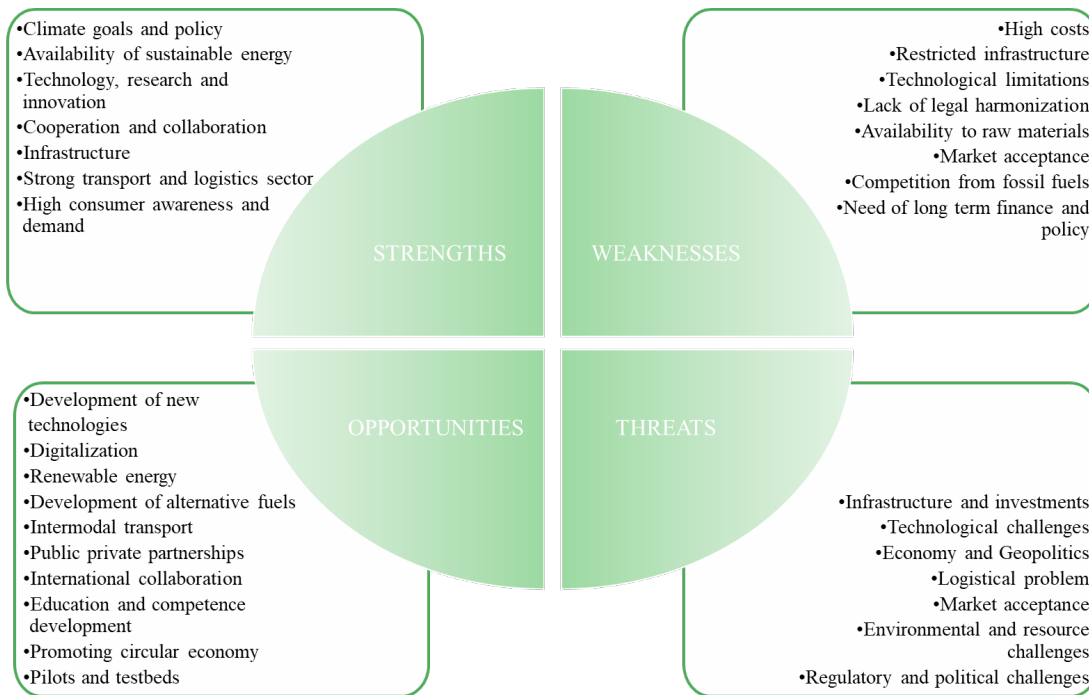 •Climate goals and policy
•Availability of sustainable energy
•Technology, research and
innovation
•Cooperation and collaboration
•Infrastructure
•Strong transport and logistics sector
•High consumer awareness and
demand
STRENGTHS
•High costs
•Restricted infrastructure
•Technological limitations
•Lack of legal harmonization
•Availability to raw materials
•Market acceptance
•Competition from fossil fuels
•Need of long term finance and
policy
WEAKNESSES
•Development of new
technologies
•Digitalization
•Renewable energy
•Development of alternative fuels
•Intermodal transport
•Public private partnerships
•International collaboration
•Education and competence
development
•Promoting circular economy
•Pilots and testbeds
OPPORTUNITIES
THREATS
•Infrastructure and investments
•Technological challenges
•Economy and Geopolitics
•Logistical problem
•Market acceptance
•Environmental and resource
challenges
•Regulatory and political challenges